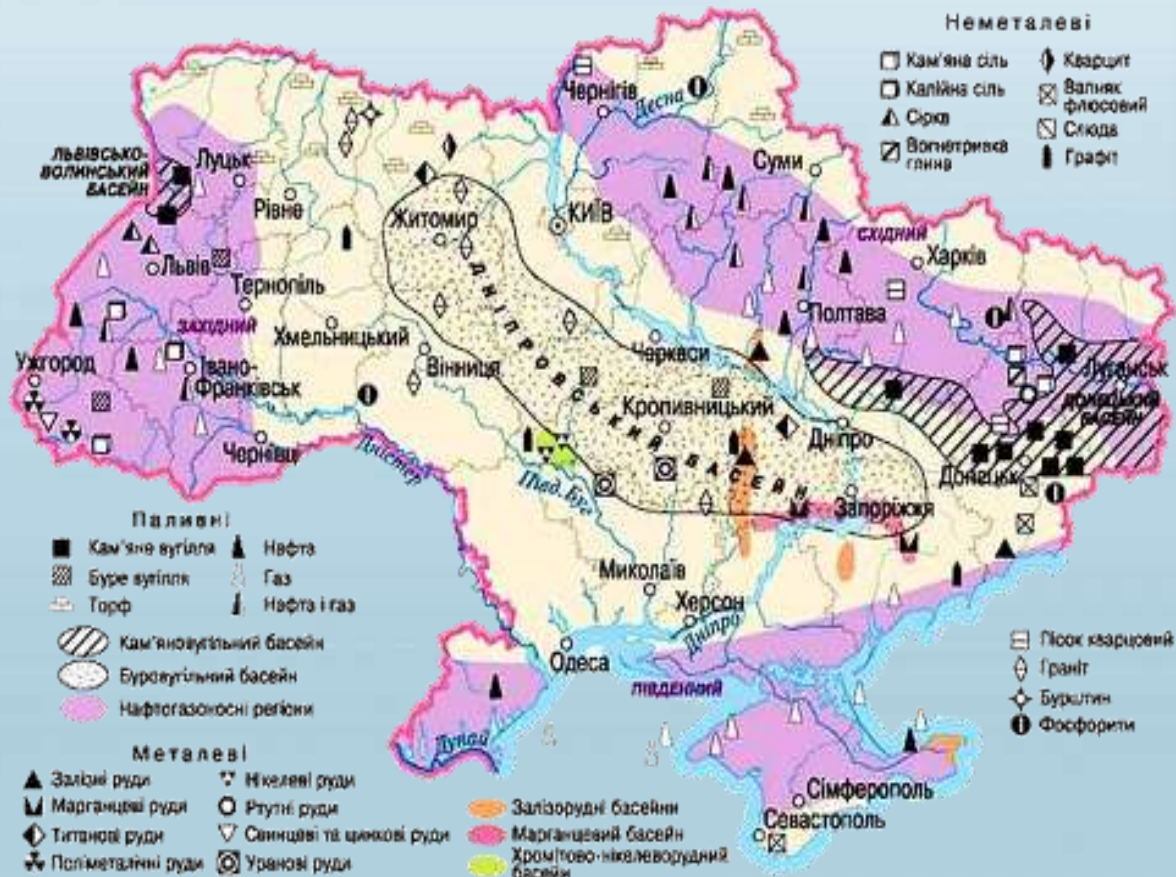 Неметалеві
Кам'яна сіль
Калійна сіль
Сірка
Вогнетривка
глина
Кварцит
Вапняк
флюсовий
Слюда
Графіт
Чернігів
Десна
Суми
ЛЬВІВСЬКО-
ВОЛИНСЬКИЙ
БАСЕЙН
Луцьк
Рівне
Житомир
КИЇВ
СХІДНИЙ
Харків
Львів
Тернопіль
ЗАХІДНИЙ
Хмельницький
Полтава
Черкаси
ДНІПРОВСЬКИЙ БАСЕЙН
Ужгород
Івано-
Франківськ
Вінниця
Луганськ
ДОНЕЦЬКИЙ
БАСЕЙН
Кропивницький
Дніпро
Чернівці
Дністер
Півд. Буг
Донецьк
Запоріжжя
Миколаїв
Херсон
Дніпро
Одеса
ПІВДЕННИЙ
Дунай
Сімферополь
Севастополь
Паливні
Кам'яне вугілля
Буре вугілля
Торф
Нафта
Газ
Нафта і газ
Кам'яновугільний басейн
Буровугільний басейн
Нафтогазоносні регіони
Пісок кварцовий
Граніт
Бурштин
Фосфорити
Металеві
Залізні руди
Марганцеві руди
Титанові руди
Поліметалічні руди
Нікелеві руди
Ртутні руди
Свинцеві та цинкові руди
Уранові руди
Залізорудні басейни
Марганцевий басейн
Хромітово-нікелеворудний
басейн